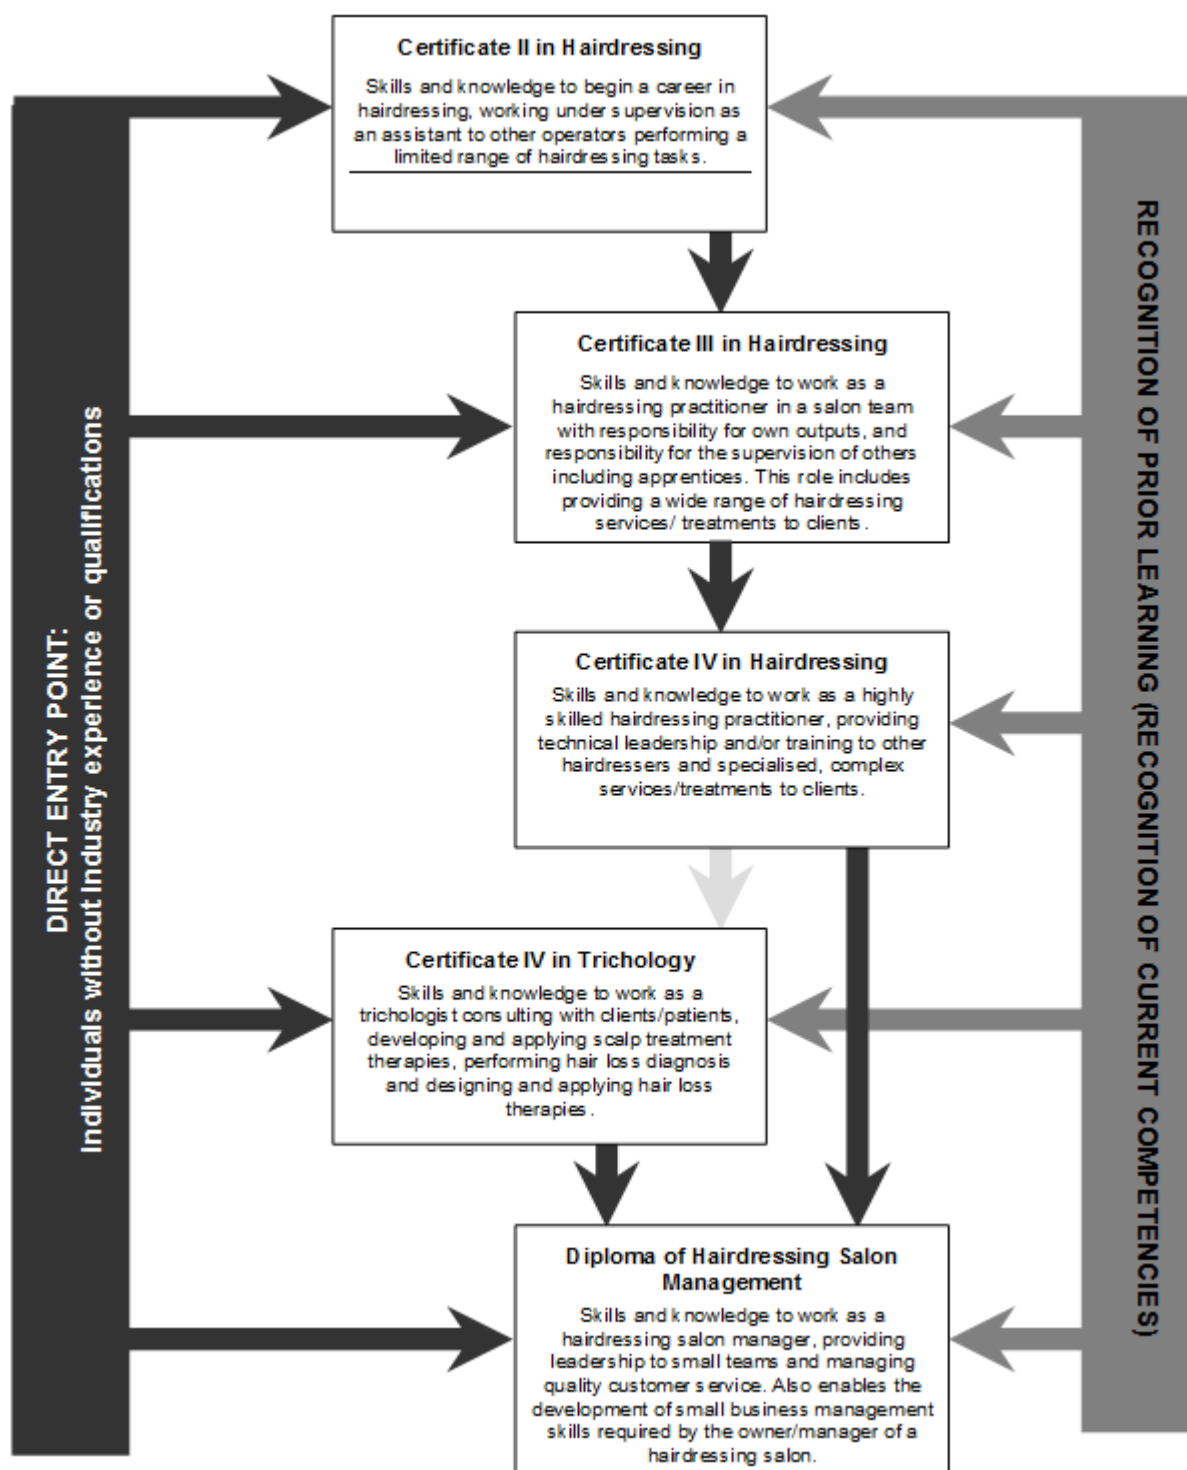 Certificate II in Hairdressing
Skills and knowledge to begin a career in
hairdressing, working under supervision as
an assistant to other operators performing a
limited range of hairdressing tasks.
Certificate III in Hairdressing
Skills and knowledge to work as a
hairdressing practitioner in a salon team
with responsibility for own outputs, and
responsibility for the supervision of others
including apprentices. This role includes
providing a wide range of hairdressing
services/ treatments to clients.
Certificate IV in Hairdressing
Skills and knowledge to work as a highly
skilled hairdressing practitioner, providing
technical leadership and/or training to other
hairdressers and specialised, complex
services/treatments to clients.
Certificate IV in Trichology
Skills and knowledge to work as a
trichologist consulting with clients/patients,
developing and applying scalp treatment
therapies, performing hair loss diagnosis
and designing and applying hair loss
therapies.
Diploma of Hairdressing Salon
Management
Skills and knowledge to work as a
hairdressing salon manager, providing
leadership to small teams and managing
quality customer service. Also enables the
development of small business management
skills required by the owner/manager of a
hairdressing salon.
DIRECT ENTRY POINT:
Individuals without Industry experience or qualifications
RECOGNITION OF PRIOR LEARNING (RECOGNITION OF CURRENT COMPETENCIES)